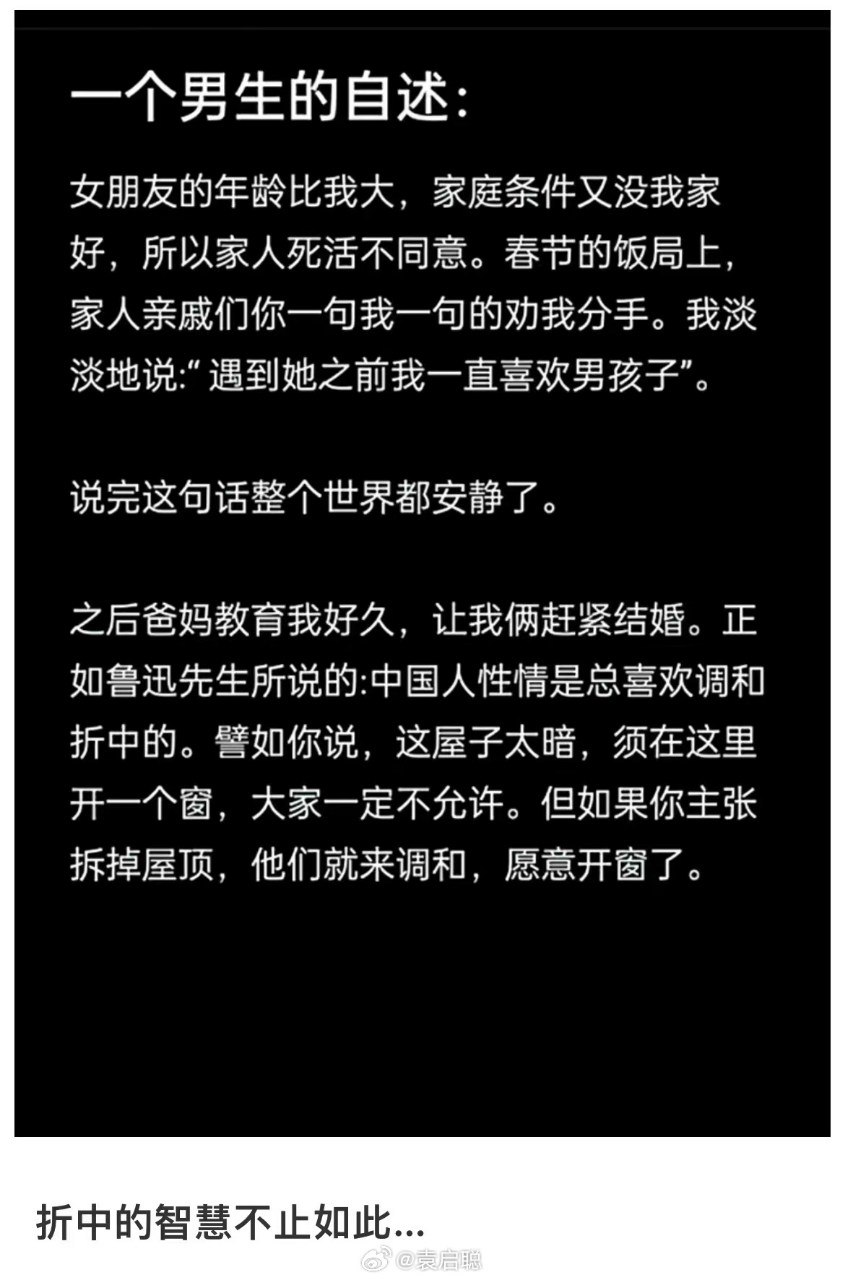 一个男生的自述：
女朋友的年龄比我大，家庭条件又没我家
好，所以家人死活不同意。春节的饭局上，
家人亲戚们你一句我一句的劝我分手。我淡
淡地说:“ 遇到她之前我一直喜欢男孩子”。
说完这句话整个世界都安静了。
之后爸妈教育我好久，让我俩赶紧结婚。正
如鲁迅先生所说的:中国人性情是总喜欢调和
折中的。譬如你说，这屋子太暗，须在这里
开一个窗，大家一定不允许。但如果你主张
拆掉屋顶，他们就来调和，愿意开窗了。
折中的智慧不止如此...
@袁启聪